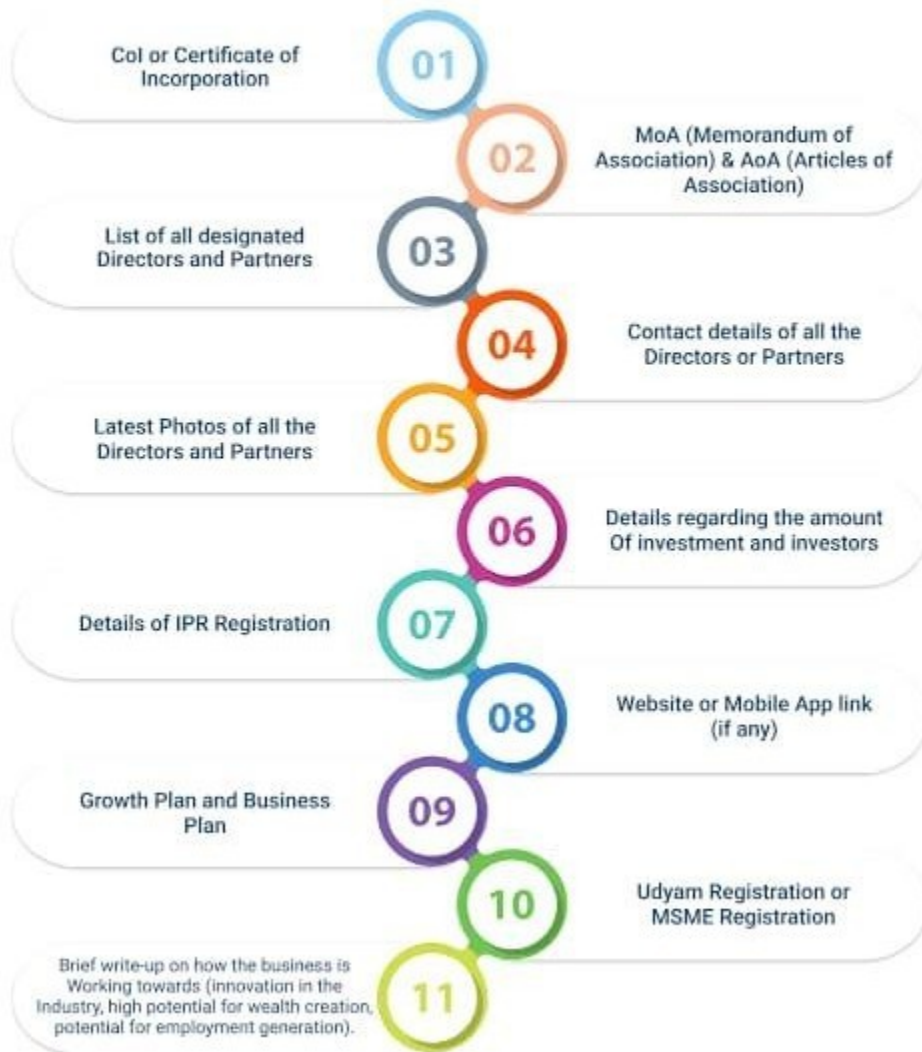 CoI or Certificate of
Incorporation
01
02
MoA (Memorandum of
Association) & AoA (Articles of
Association)
List of all designated
Directors and Partners
03
04
Contact details of all the
Directors or Partners
Latest Photos of all the
Directors and Partners
05
06
Details regarding the amount
Of investment and investors
Details of IPR Registration
07
08
Website or Mobile App link
(if any)
Growth Plan and Business
Plan
09
10
Udyam Registration or
MSME Registration
Brief write-up on how the business is
Working towards (innovation in the
Industry, high potential for wealth creation,
potential for employment generation).
11